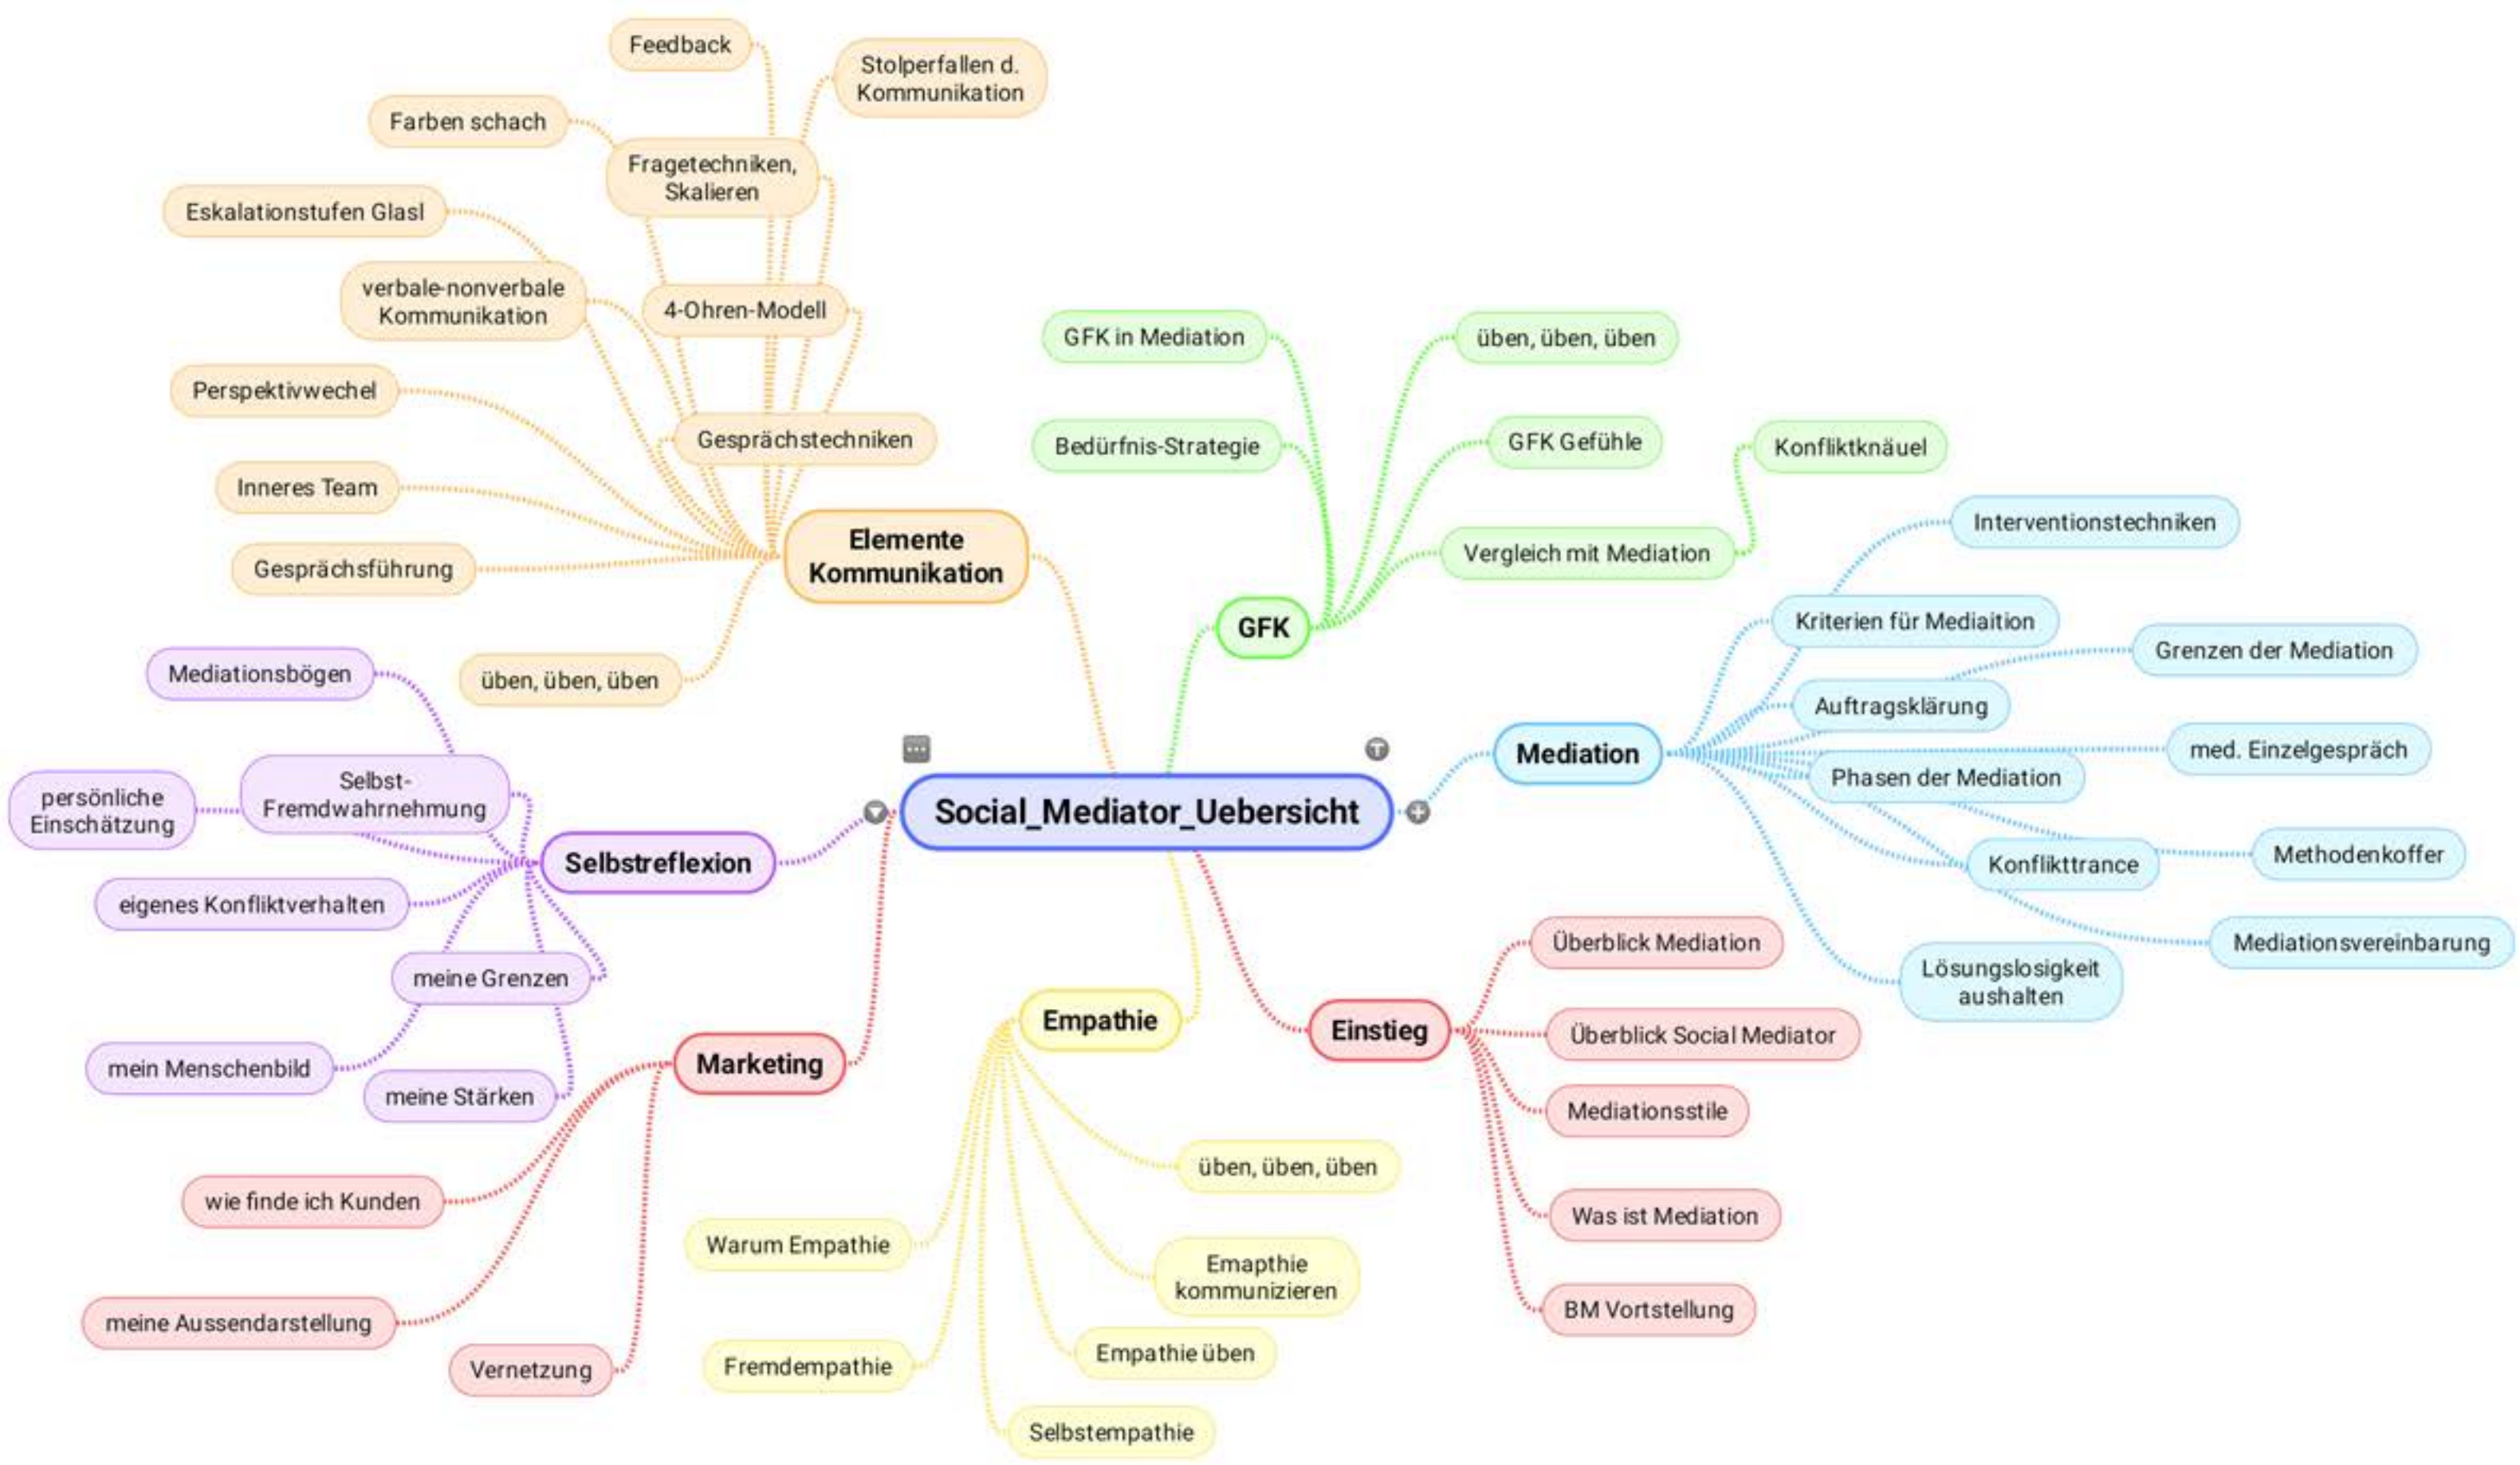 Feedback
Stolperfallen d.
Kommunikation
Farben schach
Fragetechniken,
Skalieren
Eskalationstufen Glasl
verbale-nonverbale
Kommunikation
4-Ohren-Modell
Perspektivwechel
Gesprächstechniken
Inneres Team
Gesprächsführung
Elemente
Kommunikation
üben, üben, üben
GFK in Mediation
üben, üben, üben
Bedürfnis-Strategie
GFK Gefühle
Konfliktknäuel
Vergleich mit Mediation
GFK
Interventionstechniken
Kriterien für Mediaition
Grenzen der Mediation
Auftragsklärung
Mediation
med. Einzelgespräch
Phasen der Mediation
Methodenkoffer
Konflikttrance
Mediationsvereinbarung
Lösungslosigkeit
aushalten
Social_Mediator_Uebersicht
Mediationsbögen
Selbst-
Fremdwahrnehmung
persönliche
Einschätzung
Selbstreflexion
eigenes Konfliktverhalten
meine Grenzen
mein Menschenbild
meine Stärken
Marketing
wie finde ich Kunden
meine Aussendarstellung
Vernetzung
Empathie
üben, üben, üben
Warum Empathie
Emapthie
kommunizieren
Empathie üben
Fremdempathie
Selbstempathie
Einstieg
Überblick Mediation
Überblick Social Mediator
Mediationsstile
Was ist Mediation
BM Vortstellung